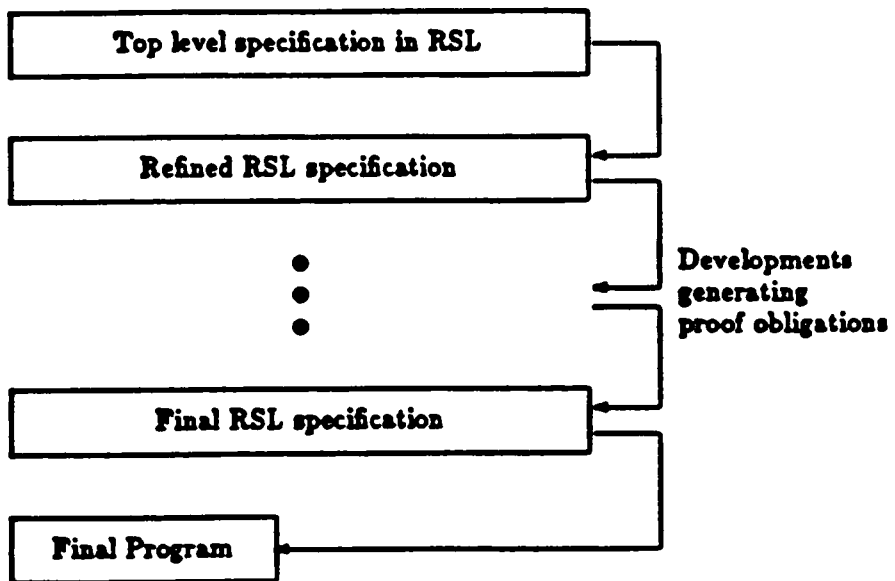 Top level specification in RSL
Refined RSL specification
Developments
generating
proof obligations
Final RSL specification
Final Program